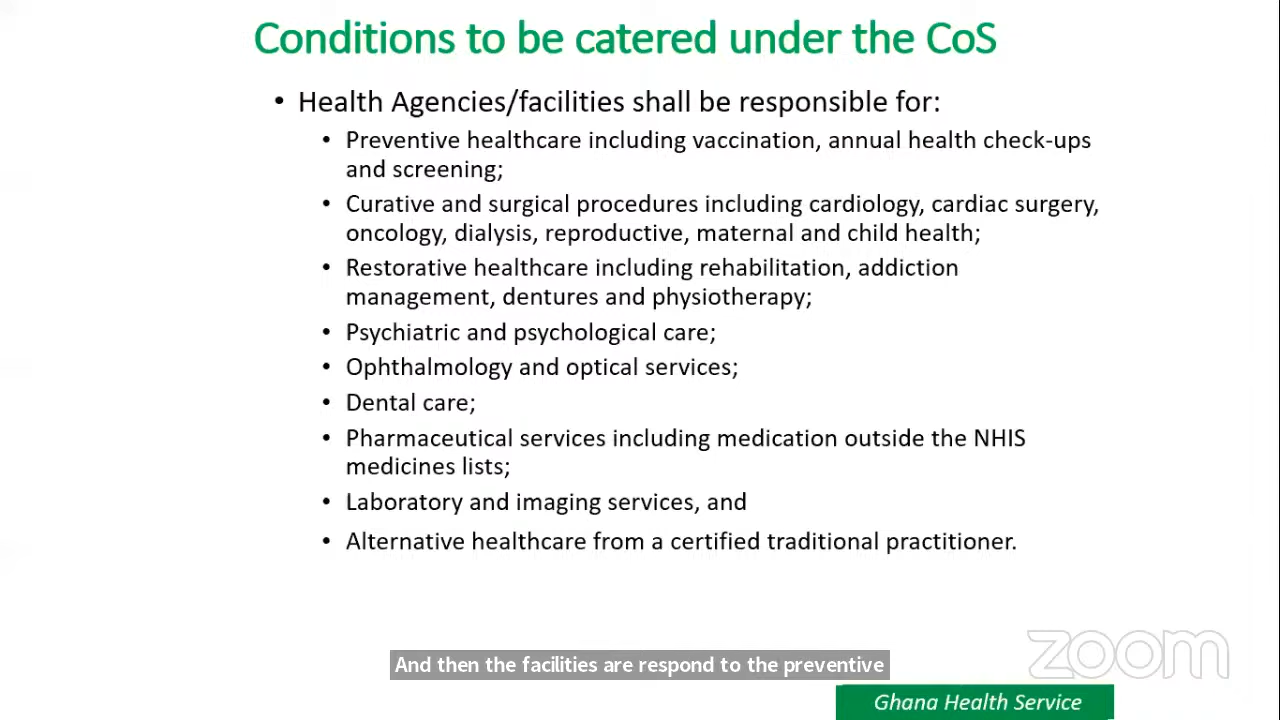 Conditions to be catered under the CoS
• Health Agencies/facilities shall be responsible for:
• Preventive healthcare including vaccination, annual health check-ups
and screening;
• Curative and surgical procedures including cardiology, cardiac surgery,
oncology, dialysis, reproductive, maternal and child health;
• Restorative healthcare including rehabilitation, addiction
management, dentures and physiotherapy;
• Psychiatric and psychological care;
• Ophthalmology and optical services;
• Dental care;
• Pharmaceutical services including medication outside the NHIS
medicines lists;
• Laboratory and imaging services, and
• Alternative healthcare from a certified traditional practitioner.
zoom
And then the facilities are respond to the preventive
Ghana Health Service